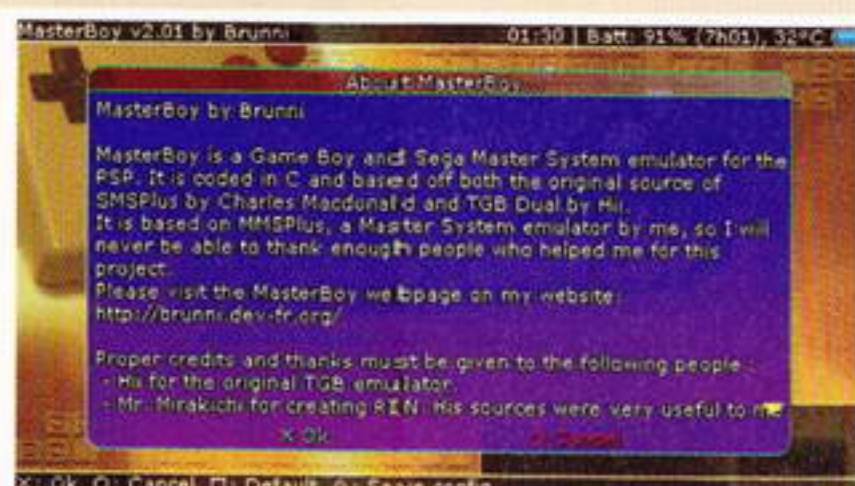 MasterBoy v2.01 by Brunni 01:30 | Batt: 91% (7h01), 32°C
About MasterBoy
MasterBoy by Brunni
MasterBoy is a Game Boy and Sega Master System emulator for the
PSP. It is coded in C and based off both the original source of
SMSPlus by Charles Macdonald and TGB Dual by Hii.
It is based on MMSPlus, a Master System emulator by me, so I will
never be able to thank enough people who helped me for this
project.
Please visit the MasterBoy webpage on my website:
http://brunni.dev-fr.org/
Proper credits and thanks must be given to the following people :
- Hii for the original TGB emulator.
- Mr. Mirakichi for creating RIN. His sources were very useful to me
X Ok O Cancel
X: Ok, O: Cancel, □: Default